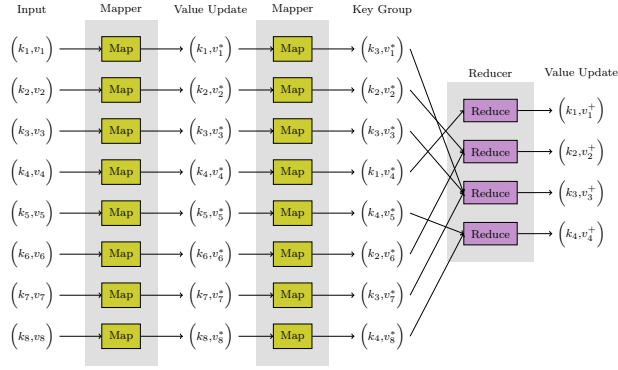 Input Mapper Value Update Mapper Key Group
(k₁,v₁) Map (k₁,v₁*) Map (k₃,v₁*)
Reducer Value Update
(k₂,v₂) Map (k₂,v₂*) Map (k₂,v₂*)
Reduce (k₁,v₁⁺)
(k₃,v₃) Map (k₃,v₃*) Map (k₃,v₃*)
Reduce (k₂,v₂⁺)
(k₄,v₄) Map (k₄,v₄*) Map (k₁,v₄*)
Reduce (k₃,v₃⁺)
(k₅,v₅) Map (k₅,v₅*) Map (k₄,v₅*)
Reduce (k₄,v₄⁺)
(k₆,v₆) Map (k₆,v₆*) Map (k₂,v₆*)
(k₇,v₇) Map (k₇,v₇*) Map (k₃,v₇*)
(k₈,v₈) Map (k₈,v₈*) Map (k₄,v₈*)